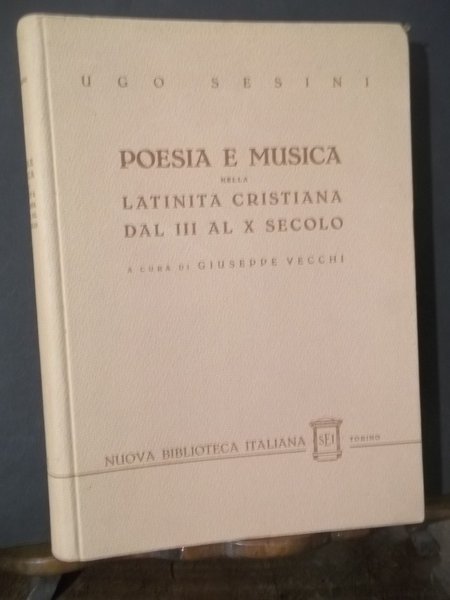 UGO SESINI
POESIA E MUSICA
NELLA
LATINITA CRISTIANA
DAL III AL X SECOLO
A CURA DI GIUSEPPE VECCHI
NUOVA BIBLIOTECA ITALIANA SEI TORINO